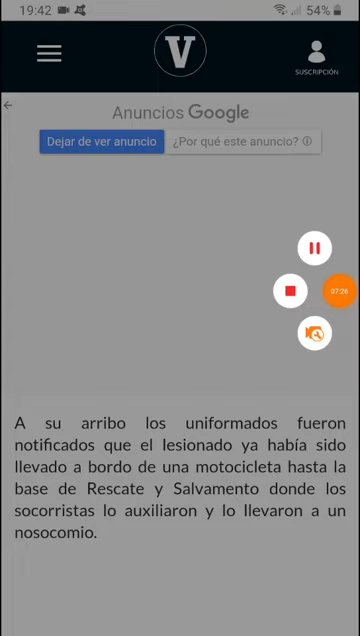 19:42
54%
V
SUSCRIPCIÓN
Anuncios Google
Dejar de ver anuncio
¿Por qué este anuncio?
07:26
A su arribo los uniformados fueron
notificados que el lesionado ya había sido
llevado a bordo de una motocicleta hasta la
base de Rescate y Salvamento donde los
socorristas lo auxiliaron y lo llevaron a un
nosocomio.